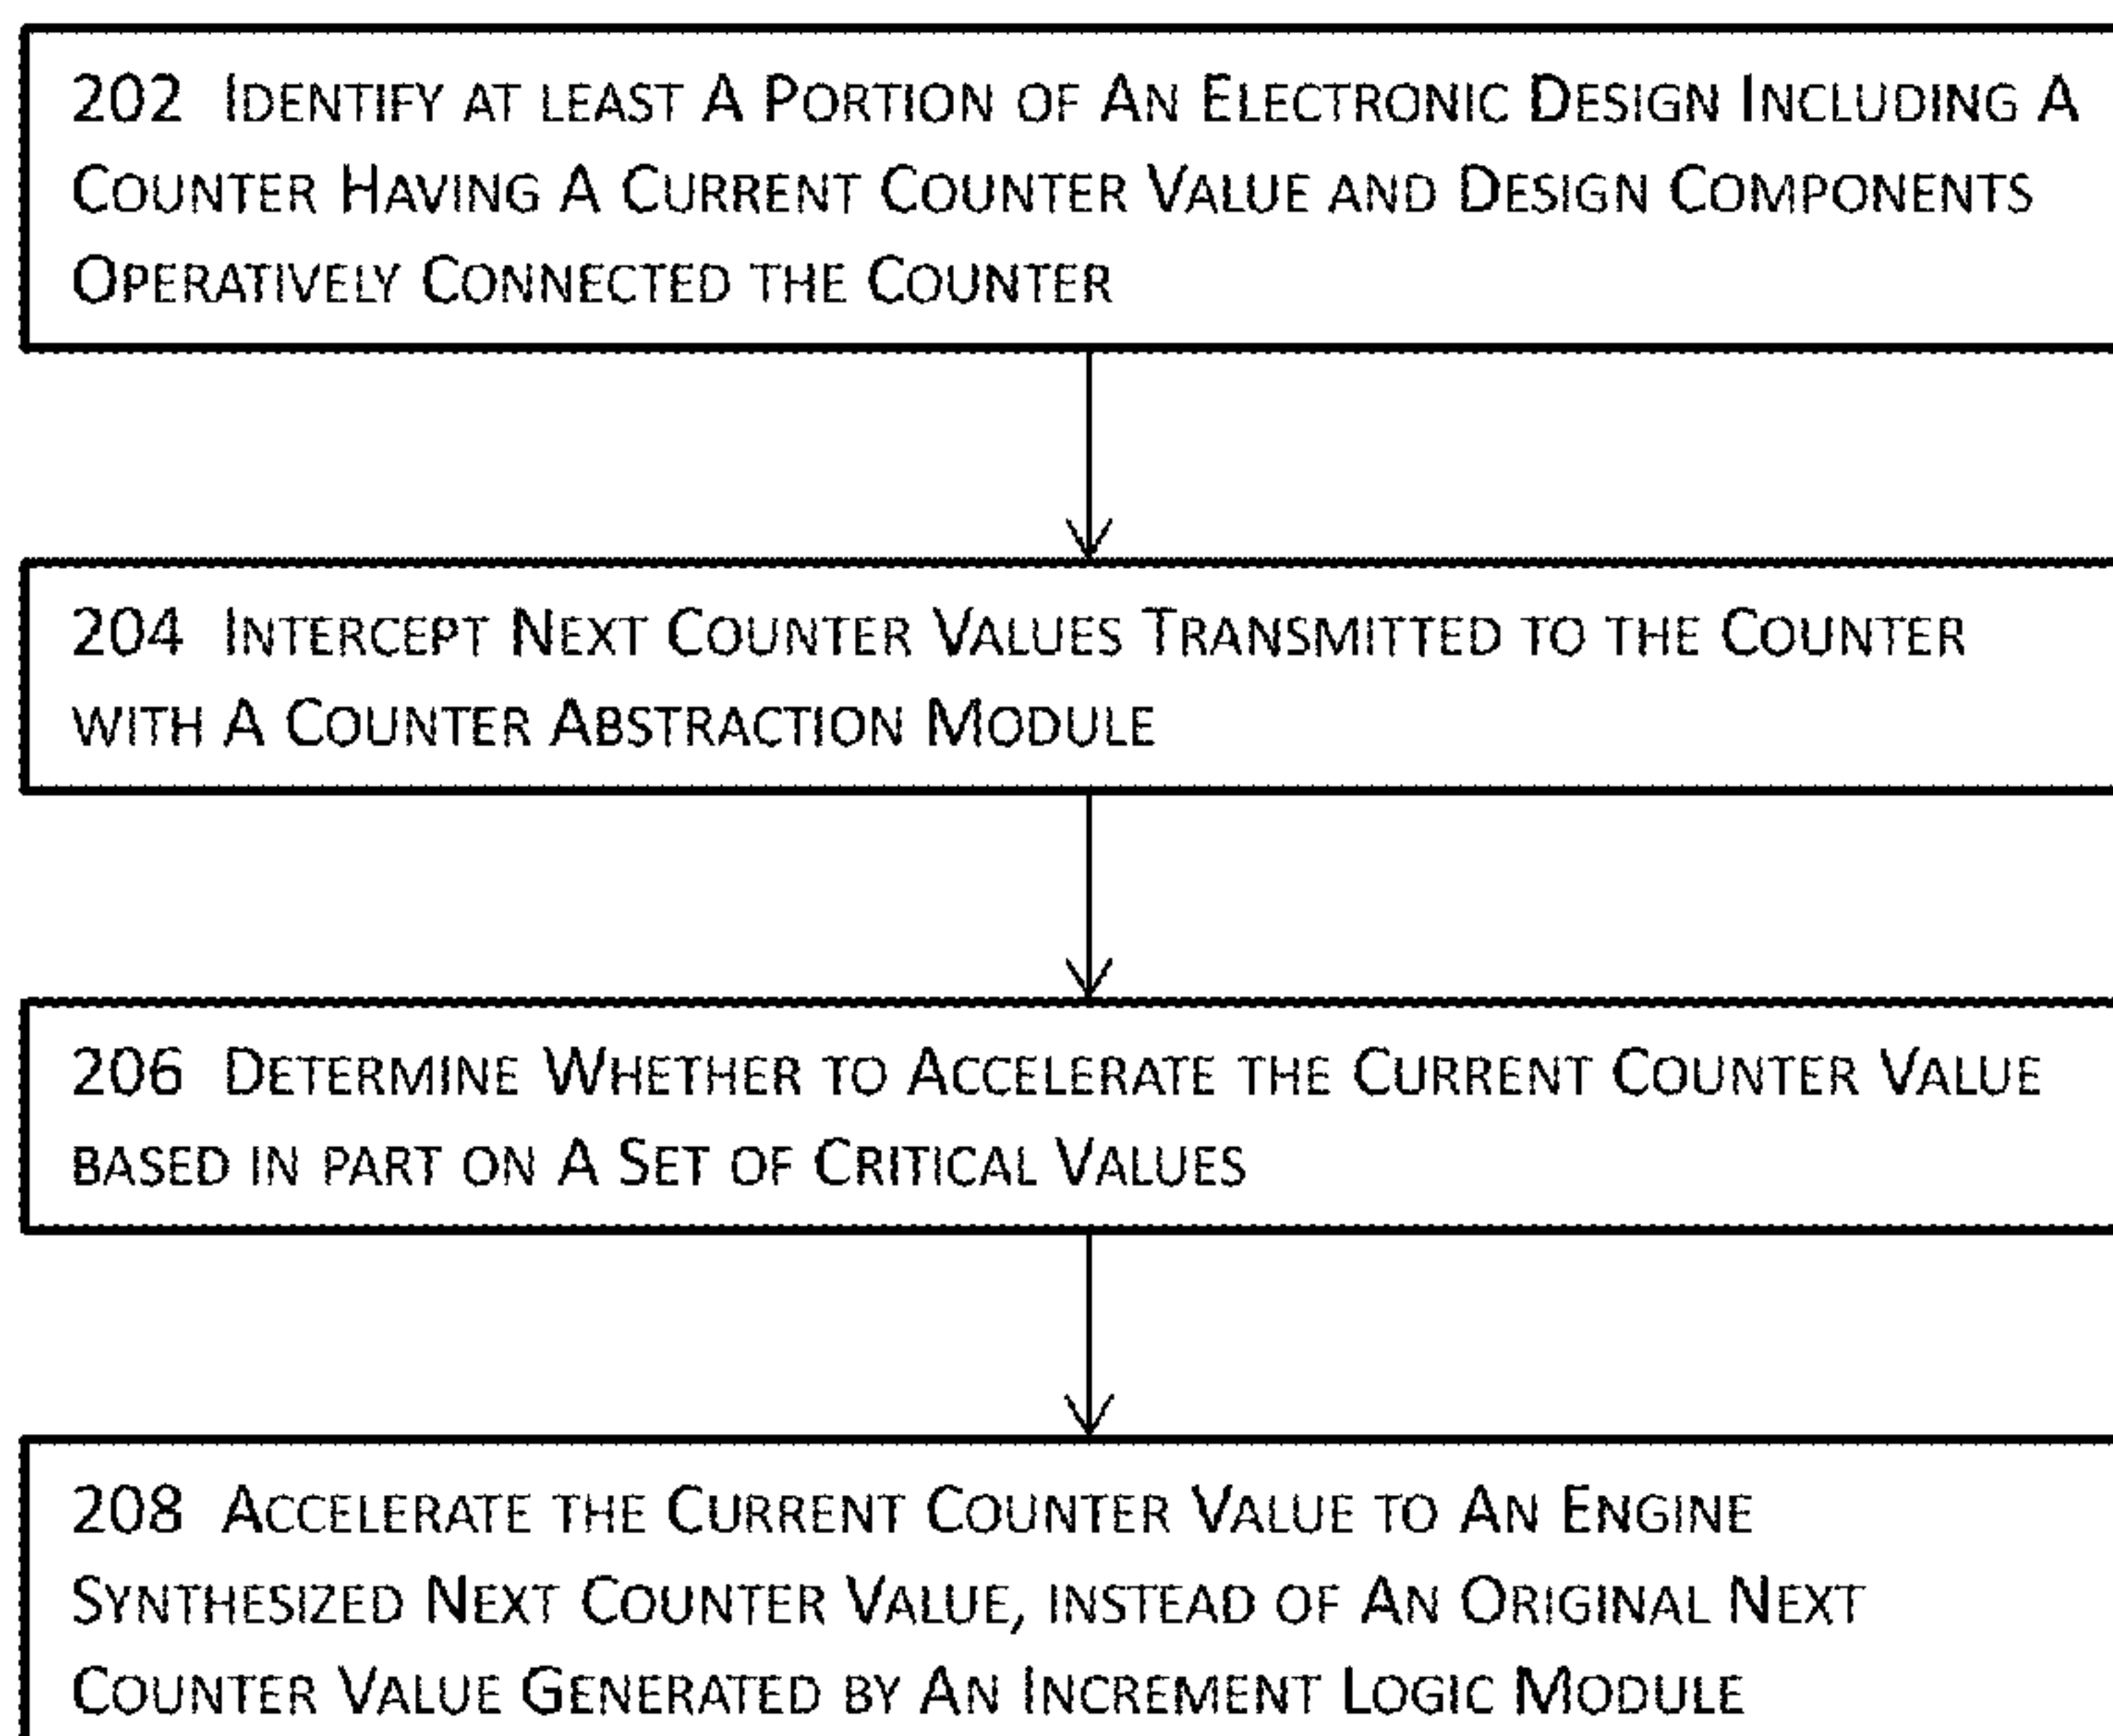 202 IDENTIFY AT LEAST A PORTION OF AN ELECTRONIC DESIGN INCLUDING A
COUNTER HAVING A CURRENT COUNTER VALUE AND DESIGN COMPONENTS
OPERATIVELY CONNECTED THE COUNTER
204 INTERCEPT NEXT COUNTER VALUES TRANSMITTED TO THE COUNTER
WITH A COUNTER ABSTRACTION MODULE
206 DETERMINE WHETHER TO ACCELERATE THE CURRENT COUNTER VALUE
BASED IN PART ON A SET OF CRITICAL VALUES
208 ACCELERATE THE CURRENT COUNTER VALUE TO AN ENGINE
SYNTHESIZED NEXT COUNTER VALUE, INSTEAD OF AN ORIGINAL NEXT
COUNTER VALUE GENERATED BY AN INCREMENT LOGIC MODULE